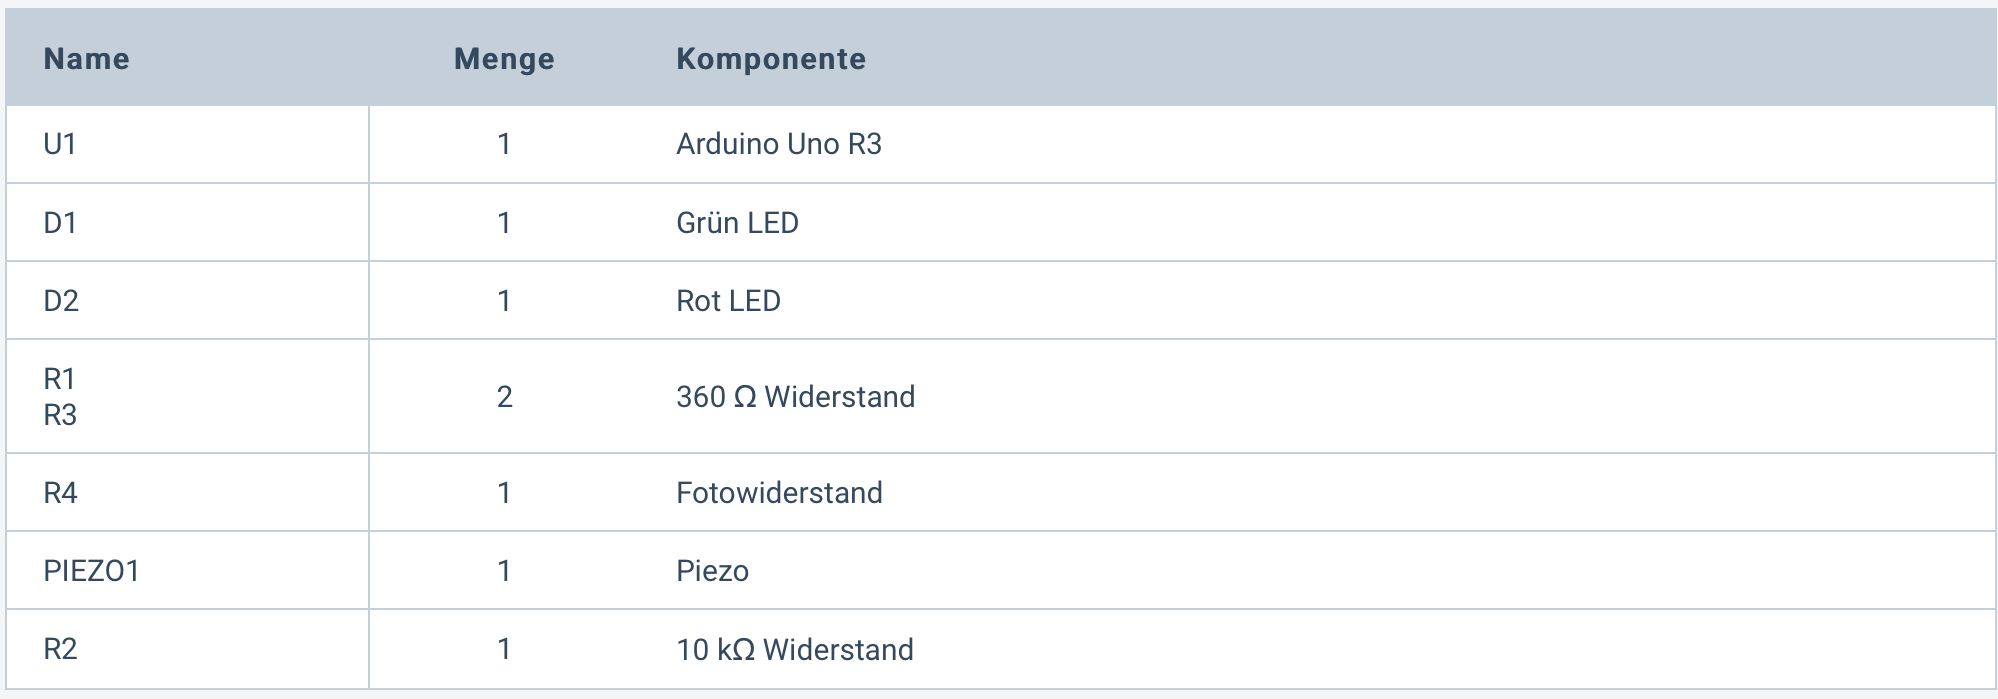 Name Menge Komponente
U1 1 Arduino Uno R3
D1 1 Grün LED
D2 1 Rot LED
R1
R3 2 360 Ω Widerstand
R4 1 Fotowiderstand
PIEZO1 1 Piezo
R2 1 10 kΩ Widerstand